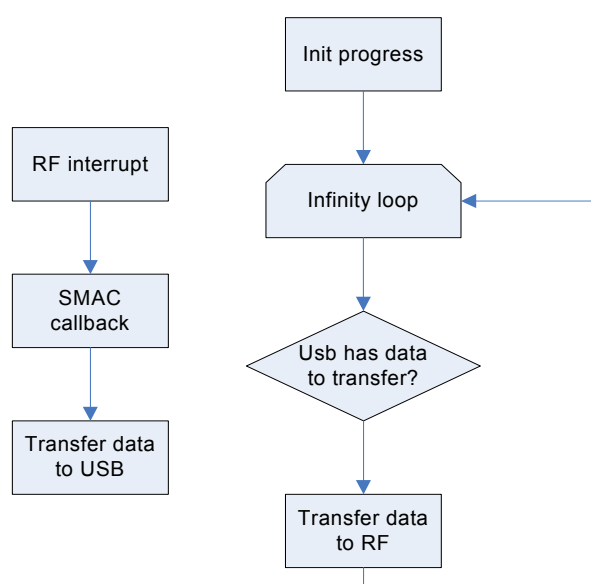 Init progress
RF interrupt
Infinity loop
SMAC
callback
Usb has data
to transfer?
Transfer data
to USB
Transfer data
to RF